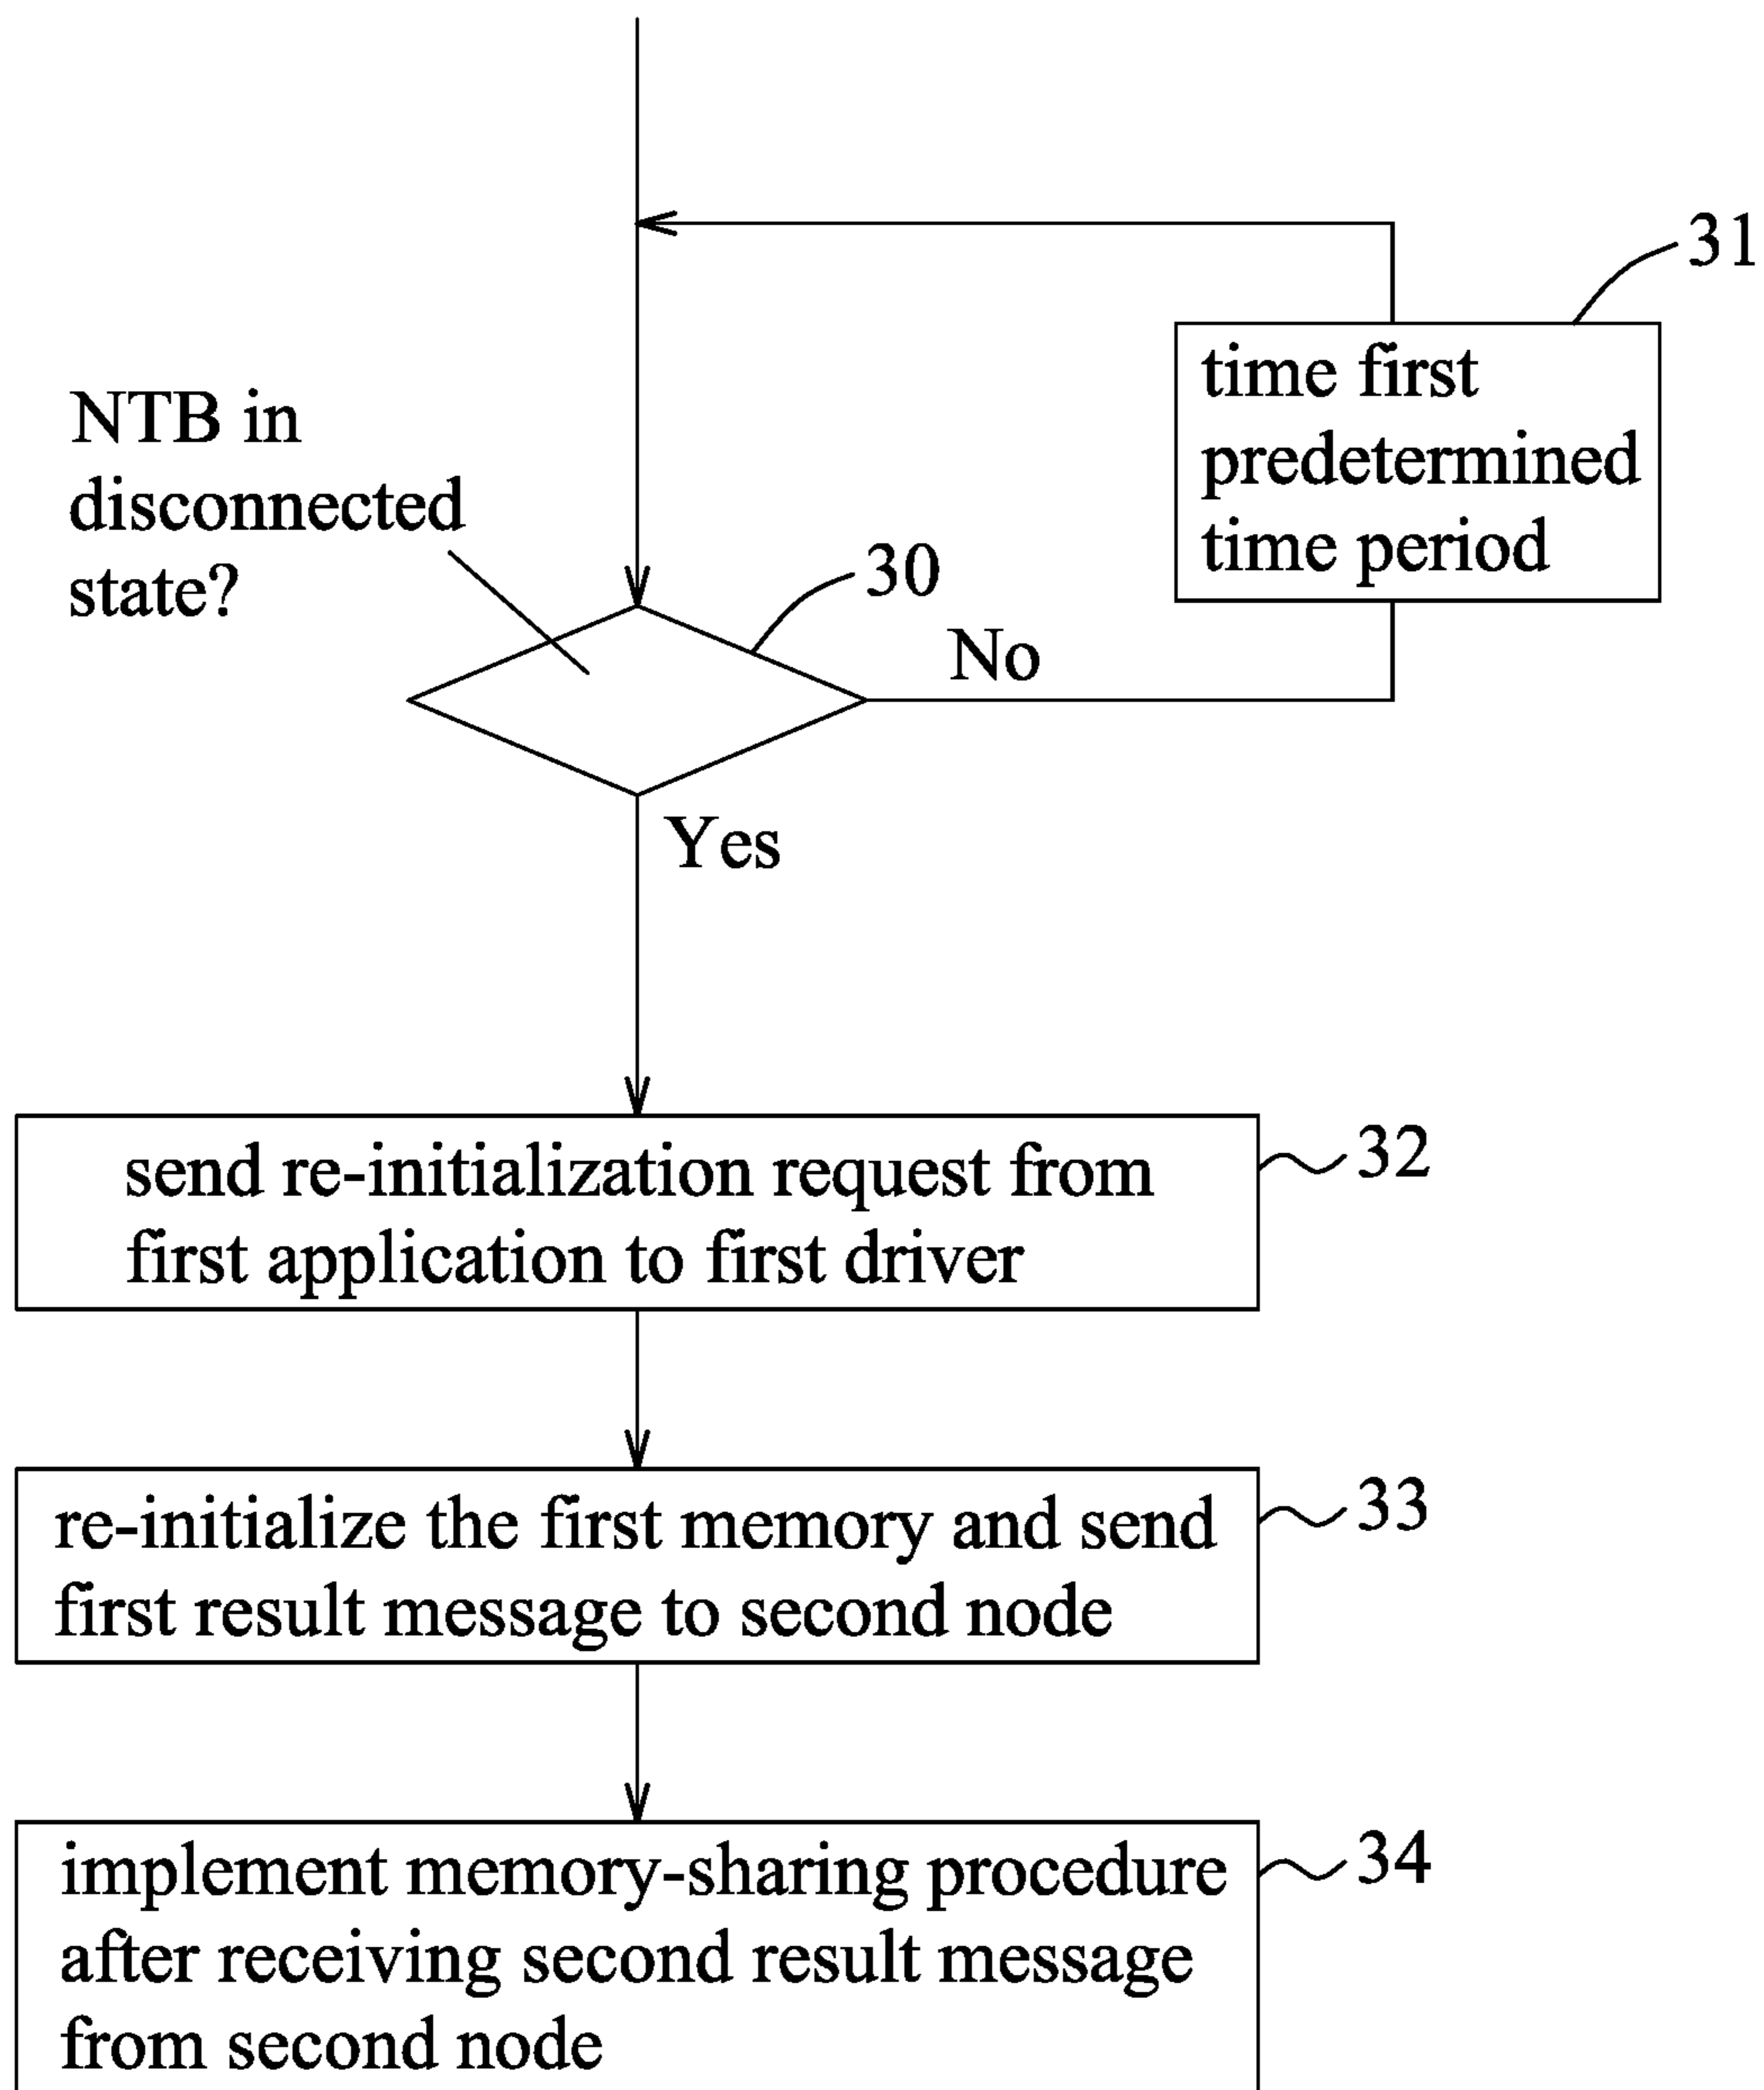 31
time first
predetermined
time period
NTB in
disconnected
state?
30
No
Yes
send re-initialization request from
first application to first driver
32
re-initialize the first memory and send
first result message to second node
33
implement memory-sharing procedure
after receiving second result message
from second node
34